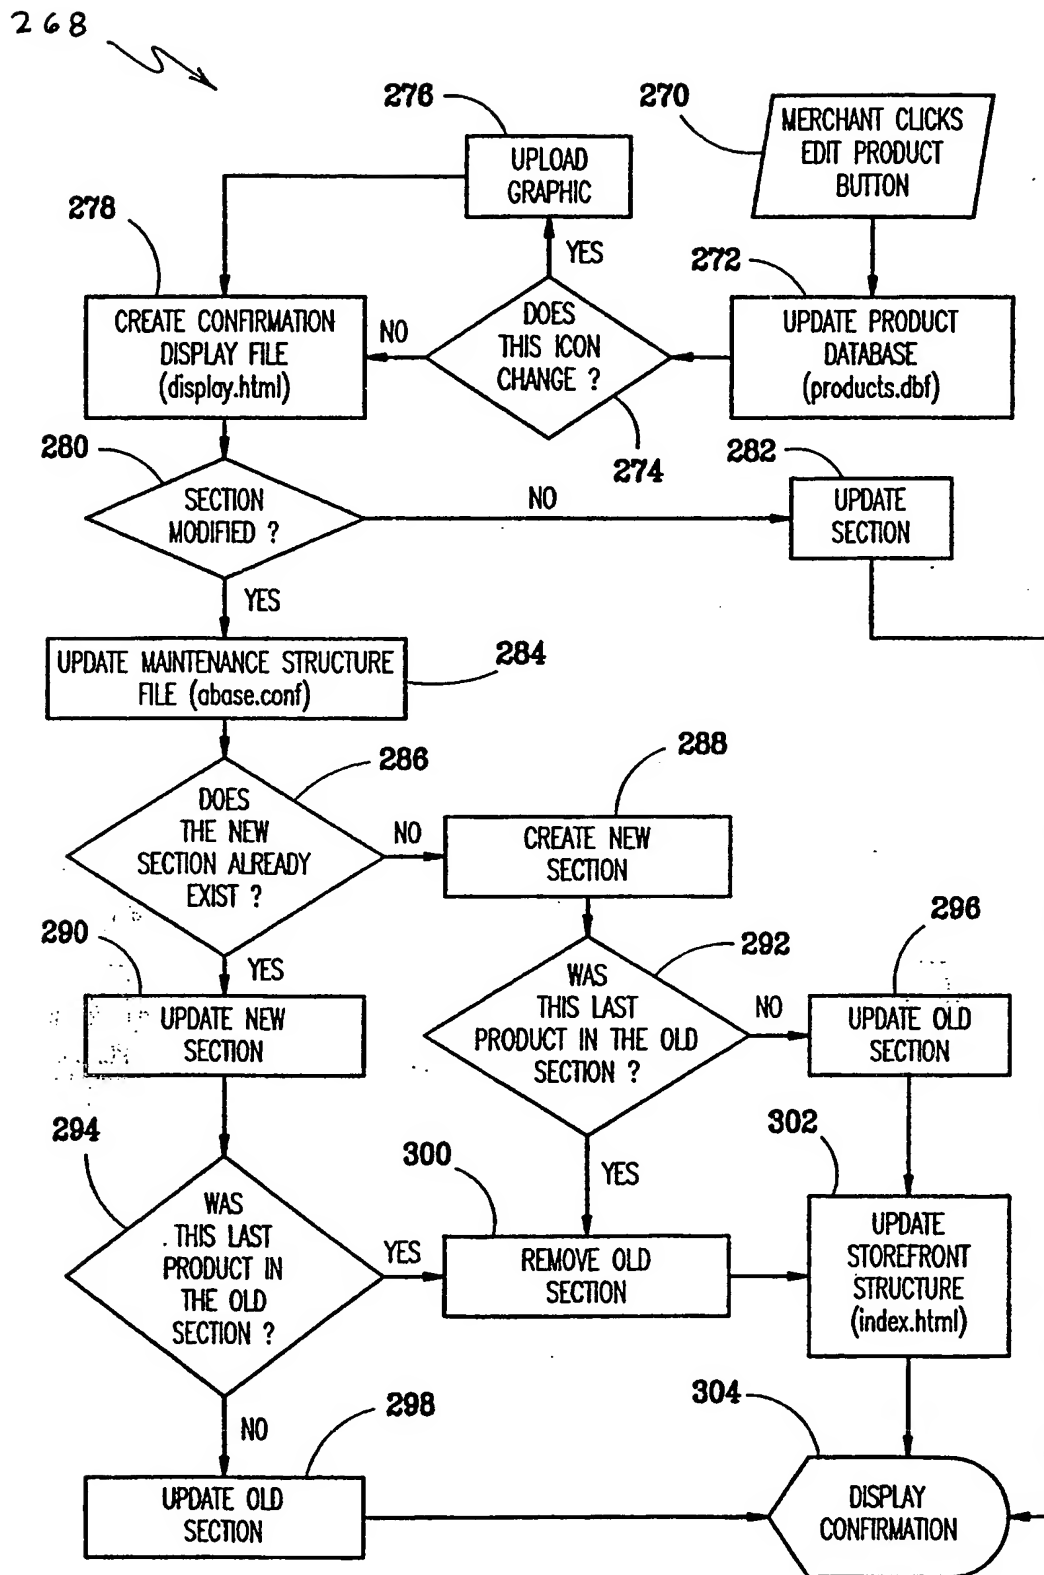 268
276
270
MERCHANT CLICKS
EDIT PRODUCT
BUTTON
UPLOAD
GRAPHIC
278
YES
272
CREATE CONFIRMATION
DISPLAY FILE
(display.html)
NO
DOES
THIS ICON
CHANGE ?
UPDATE PRODUCT
DATABASE
(products.dbf)
280
274
282
SECTION
MODIFIED ?
NO
UPDATE
SECTION
YES
UPDATE MAINTENANCE STRUCTURE
FILE (abase.conf)
284
286
288
DOES
THE NEW
SECTION ALREADY
EXIST ?
NO
CREATE NEW
SECTION
290
YES
292
296
UPDATE NEW
SECTION
WAS
THIS LAST
PRODUCT IN THE OLD
SECTION ?
NO
UPDATE OLD
SECTION
294
300
YES
302
WAS
THIS LAST
PRODUCT IN
THE OLD
SECTION ?
YES
REMOVE OLD
SECTION
UPDATE
STOREFRONT
STRUCTURE
(index.html)
NO
298
304
UPDATE OLD
SECTION
DISPLAY
CONFIRMATION